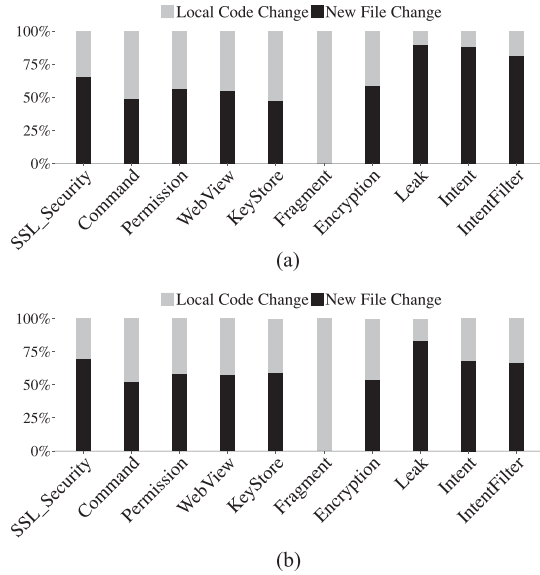 Local Code Change New File Change
100%
75%
50%
25%
0%
SSL_Security
Command
Permission
WebView
KeyStore
Fragment
Encryption
Leak
Intent
IntentFilter
(a)
Local Code Change New File Change
100%
75%
50%
25%
0%
SSL_Security
Command
Permission
WebView
KeyStore
Fragment
Encryption
Leak
Intent
IntentFilter
(b)